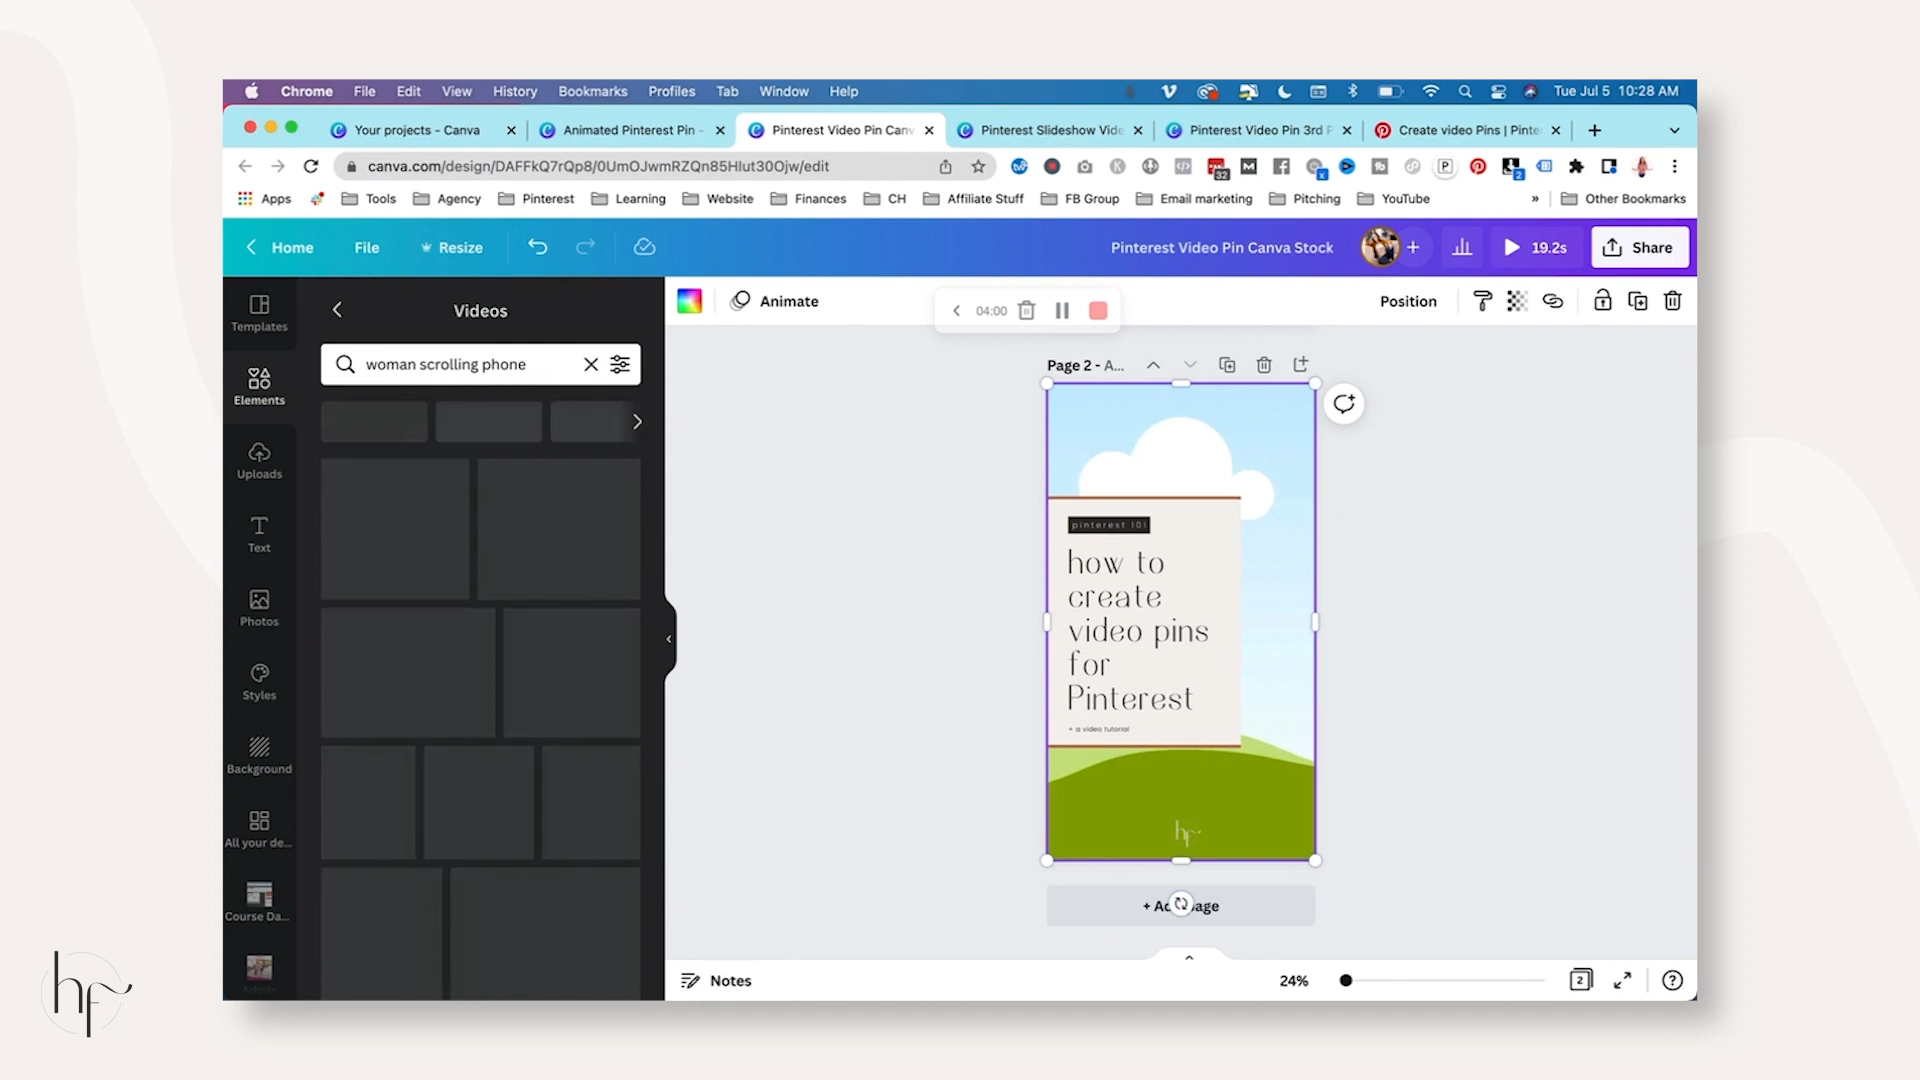 Chrome File Edit View History Bookmarks Profiles Tab Window Help Tue Jul 5 10:28 AM
Your projects - Canva Animated Pinterest Pin - Pinterest Video Pin Canv Pinterest Slideshow Vide Pinterest Video Pin 3rd P Create video Pins | Pinte
canva.com/design/DAFFkQ7rQp8/0UmOJwmRZQn85HIut30Ojw/edit
Apps Tools Agency Pinterest Learning Website Finances CH Affiliate Stuff FB Group Email marketing Pitching YouTube » Other Bookmarks
Home File Resize Pinterest Video Pin Canva Stock 19.2s Share
Templates
Elements
Uploads
Text
Photos
Styles
Background
All your de...
Course Da...
Admin
Videos
woman scrolling phone
Animate 04:00 Position
Page 2 - A...
pinterest 101
how to
create
video pins
for
Pinterest
+ a video tutorial
hf
Notes 24% 2
hf